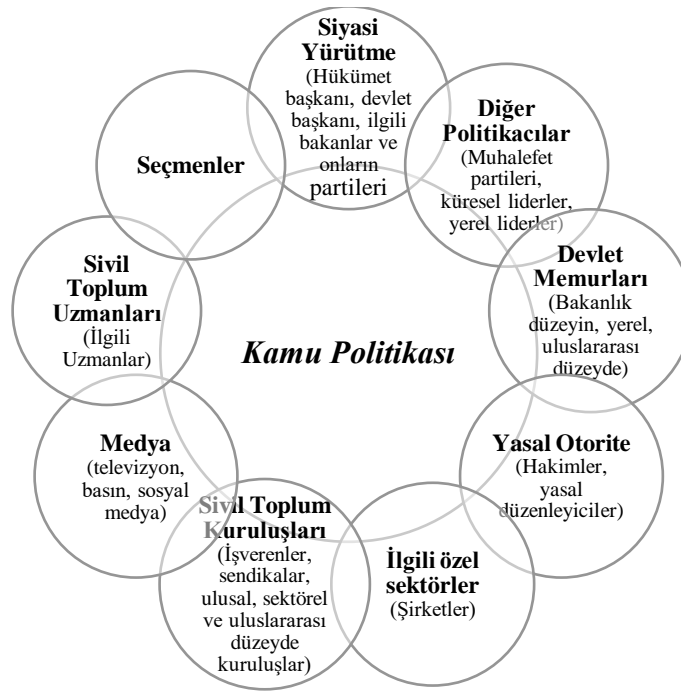 Siyasi
Yürütme
(Hükümet
başkanı, devlet
başkanı, ilgili
bakanlar ve
onların
partileri
Diğer
Politikacılar
(Muhalefet
partileri,
küresel liderler,
yerel liderler)
Devlet
Memurları
(Bakanlık
düzeyin, yerel,
uluslararası
düzeyde)
Yasal Otorite
(Hakimler,
yasal
düzenleyiciler)
İlgili özel
sektörler
(Şirketler)
Sivil Toplum
Kuruluşları
(İşverenler,
sendikalar,
ulusal, sektörel
ve uluslararası
düzeyde
kuruluşlar)
Medya
(televizyon,
basın, sosyal
medya)
Sivil
Toplum
Uzmanları
(İlgili
Uzmanlar)
Seçmenler
Kamu Politikası